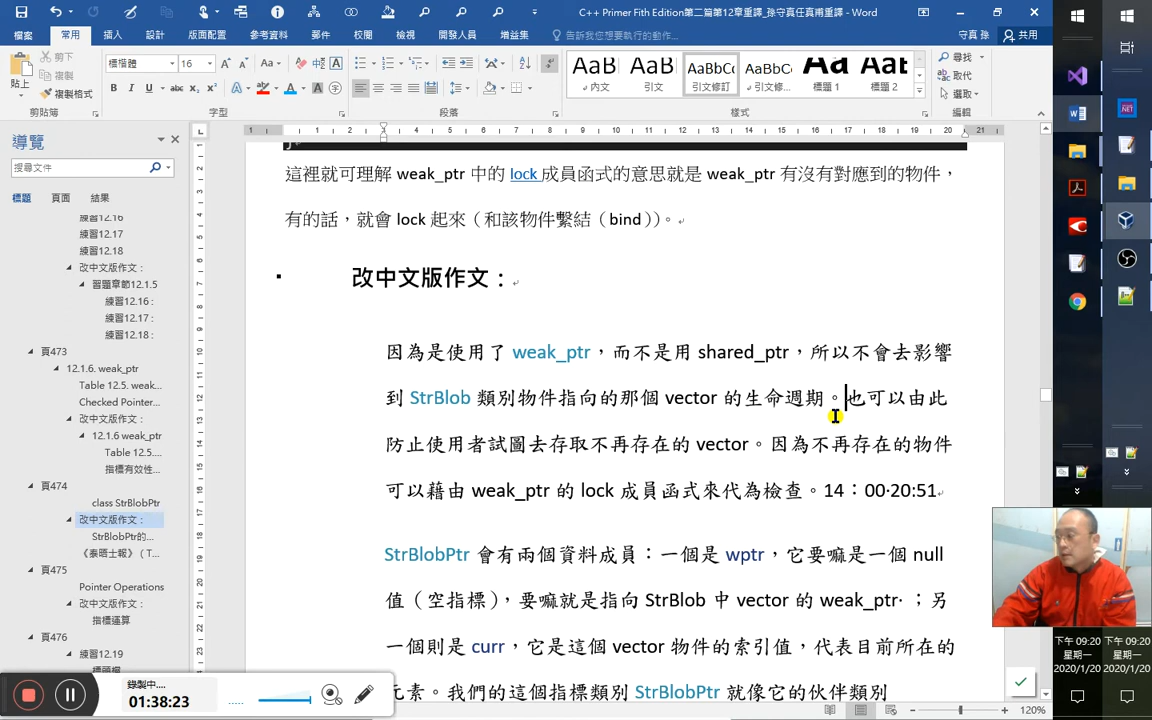 C++ Primer Fith Edition第二篇第12章重譯_孫守真任真甫重譯 - Word
檔案 常用 插入 設計 版面配置 參考資料 郵件 校閱 檢視 開發人員 增益集 告訴我您想要執行的動作... 守真 孫 共用
貼上 剪下 複製 複製格式 剪貼簿
標楷體 16 字型
段落
AaB 內文
AaB 引文
AaBbCc 引文修訂
AaBbC 引文修...
AaB 標題 1
AaB 標題 2
樣式
尋找 取代 選取 編輯
導覽
搜尋文件
標題 頁面 結果
練習12.16
練習12.17
練習12.18
改中文版作文：
習題章節12.1.5
練習12.16 :
練習12.17 :
練習12.18 :
頁473
12.1.6. weak_ptr
Table 12.5. weak...
Checked Pointer...
改中文版作文：
12.1.6 weak_ptr
Table 12.5....
指標有效性...
頁474
class StrBlobPtr
改中文版作文：
StrBlobPtr的...
《泰晤士報》（T...
頁475
Pointer Operations
改中文版作文：
指標運算
頁476
練習12.19
標頭檔
這裡就可理解 weak_ptr 中的 lock 成員函式的意思就是 weak_ptr 有沒有對應到的物件，
有的話，就會 lock 起來（和該物件繫結（bind））。
改中文版作文：
因為是使用了 weak_ptr，而不是用 shared_ptr，所以不會去影響
到 StrBlob 類別物件指向的那個 vector 的生命週期。也可以由此
防止使用者試圖去存取不再存在的 vector。因為不再存在的物件
可以藉由 weak_ptr 的 lock 成員函式來代為檢查。14：00·20:51
StrBlobPtr 會有兩個資料成員：一個是 wptr，它要嘛是一個 null
值（空指標），要嘛就是指向 StrBlob 中 vector 的 weak_ptr·；另
一個則是 curr，它是這個 vector 物件的索引值，代表目前所在的
元素。我們的這個指標類別 StrBlobPtr 就像它的伙伴類別
錄製中...
01:38:23
120%
下午 09:20
星期一
2020/1/20
下午 09:20
星期一
2020/1/20